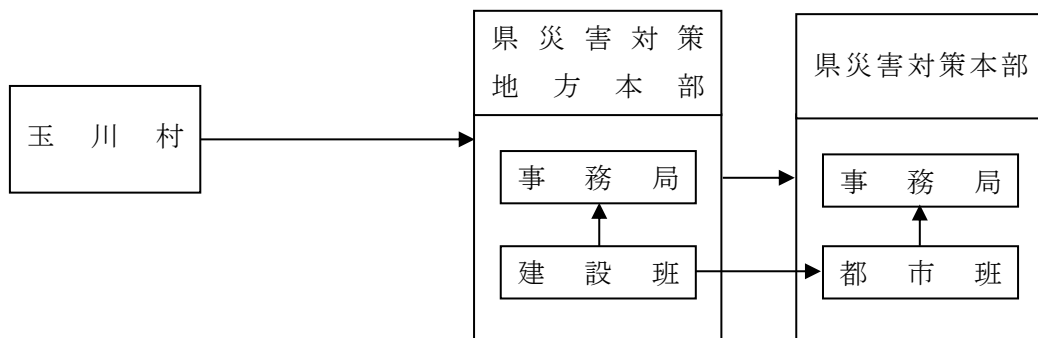 玉川村
県災害対策
地方本部
事務局
建設班
県災害対策本部
事務局
都市班